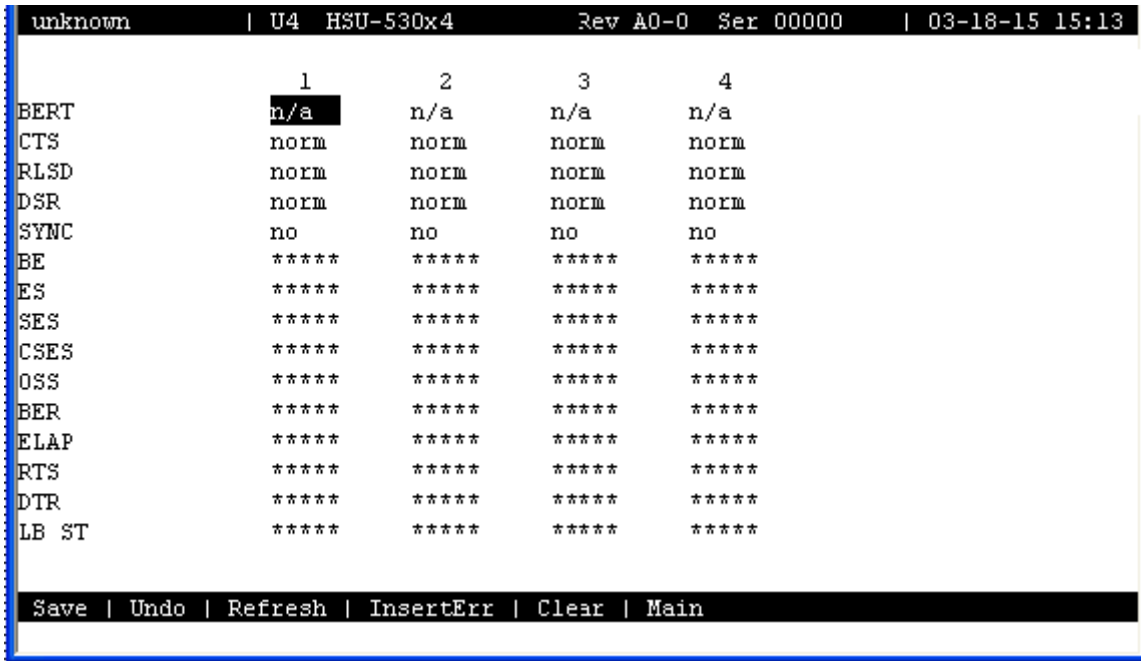 unknown | U4 HSU-530x4 Rev A0-0 Ser 00000 | 03-18-15 15:13
1 2 3 4
BERT n/a n/a n/a n/a
CTS norm norm norm norm
RLSD norm norm norm norm
DSR norm norm norm norm
SYNC no no no no
BE ***** ***** ***** *****
ES ***** ***** ***** *****
SES ***** ***** ***** *****
CSES ***** ***** ***** *****
OSS ***** ***** ***** *****
BER ***** ***** ***** *****
ELAP ***** ***** ***** *****
RTS ***** ***** ***** *****
DTR ***** ***** ***** *****
LB ST ***** ***** ***** *****
Save | Undo | Refresh | InsertErr | Clear | Main